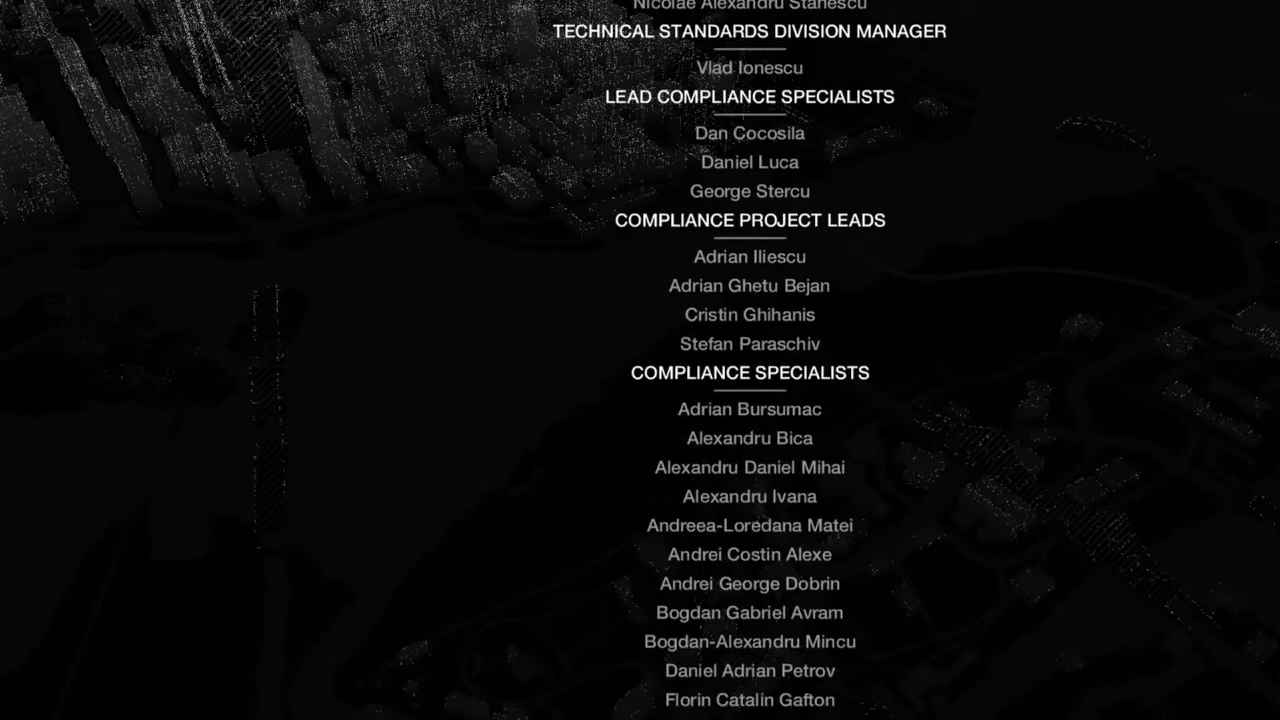 Nicolae Alexandru Stanescu
TECHNICAL STANDARDS DIVISION MANAGER
Vlad Ionescu
LEAD COMPLIANCE SPECIALISTS
Dan Cocosila
Daniel Luca
George Stercu
COMPLIANCE PROJECT LEADS
Adrian Iliescu
Adrian Ghetu Bejan
Cristin Ghihanis
Stefan Paraschiv
COMPLIANCE SPECIALISTS
Adrian Bursumac
Alexandru Bica
Alexandru Daniel Mihai
Alexandru Ivana
Andreea-Loredana Matei
Andrei Costin Alexe
Andrei George Dobrin
Bogdan Gabriel Avram
Bogdan-Alexandru Mincu
Daniel Adrian Petrov
Florin Catalin Gafton